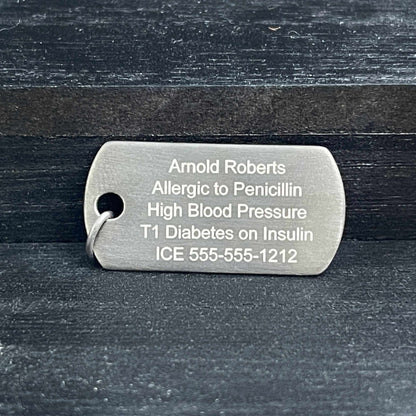 Arnold Roberts
Allergic to Penicillin
High Blood Pressure
T1 Diabetes on Insulin
ICE 555-555-1212